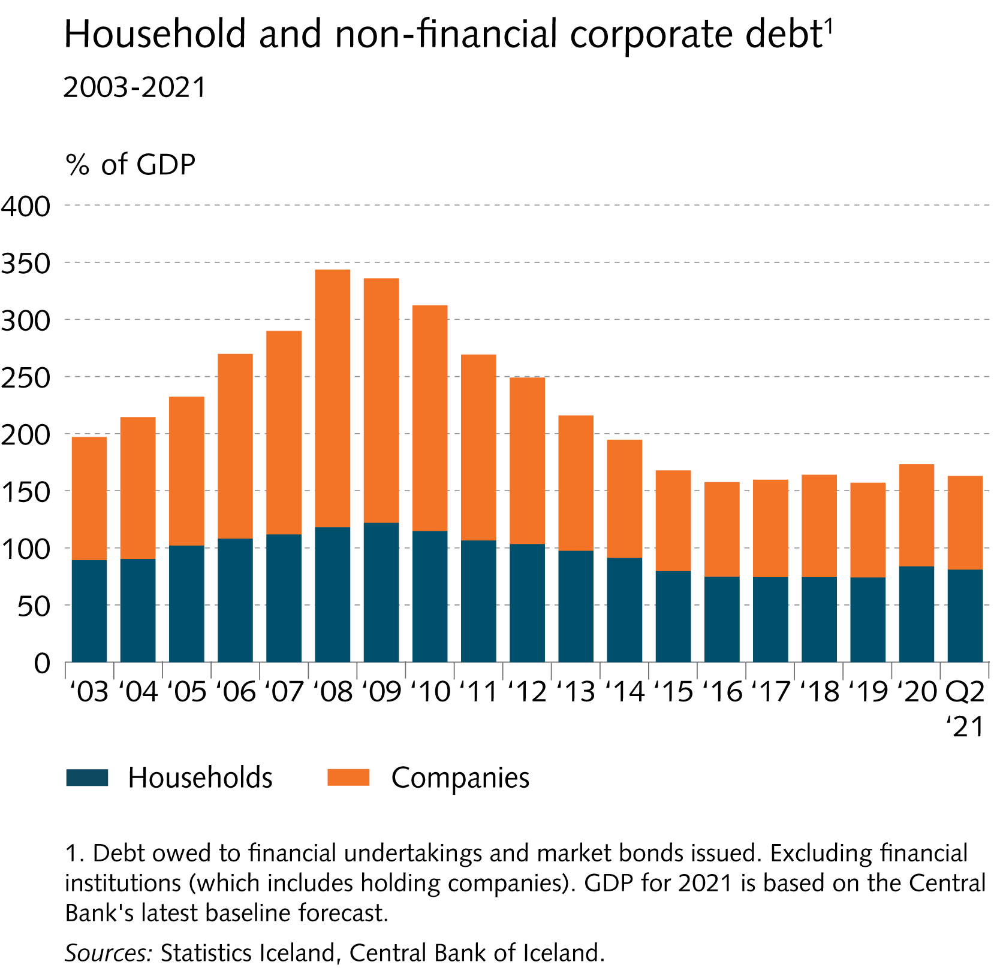 Household and non-financial corporate debt¹
2003-2021
% of GDP
400
350
300
250
200
150
100
50
0
‘03 ‘04 ‘05 ‘06 ‘07 ‘08 ‘09 ‘10 ‘11 ‘12 ‘13 ‘14 ‘15 ‘16 ‘17 ‘18 ‘19 ‘20 Q2
‘21
Households Companies
1. Debt owed to financial undertakings and market bonds issued. Excluding financial
institutions (which includes holding companies). GDP for 2021 is based on the Central
Bank's latest baseline forecast.
Sources: Statistics Iceland, Central Bank of Iceland.